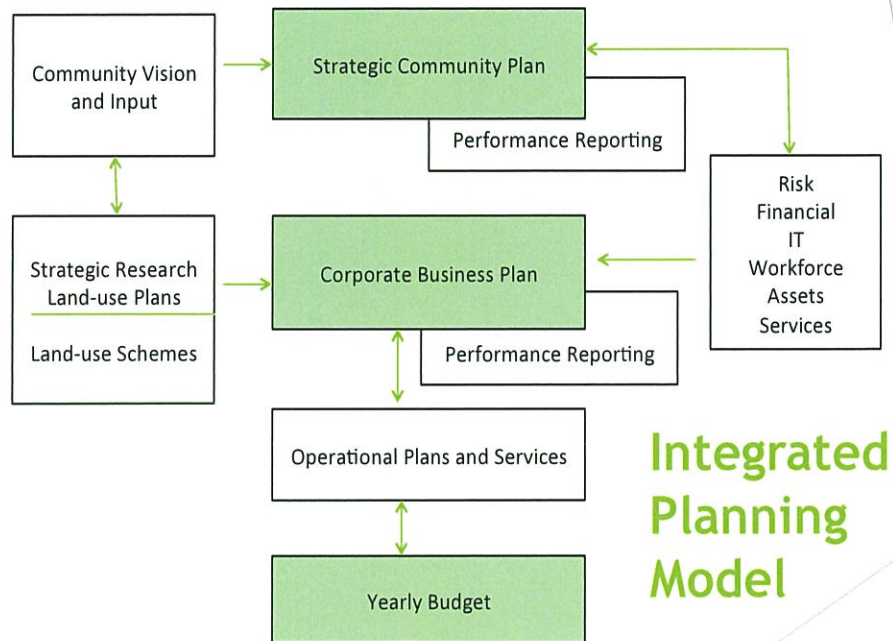 Community Vision
and Input
Strategic Community Plan
Performance Reporting
Risk
Financial
IT
Workforce
Assets
Services
Strategic Research
Land-use Plans
Land-use Schemes
Corporate Business Plan
Performance Reporting
Operational Plans and Services
Yearly Budget
Integrated
Planning
Model